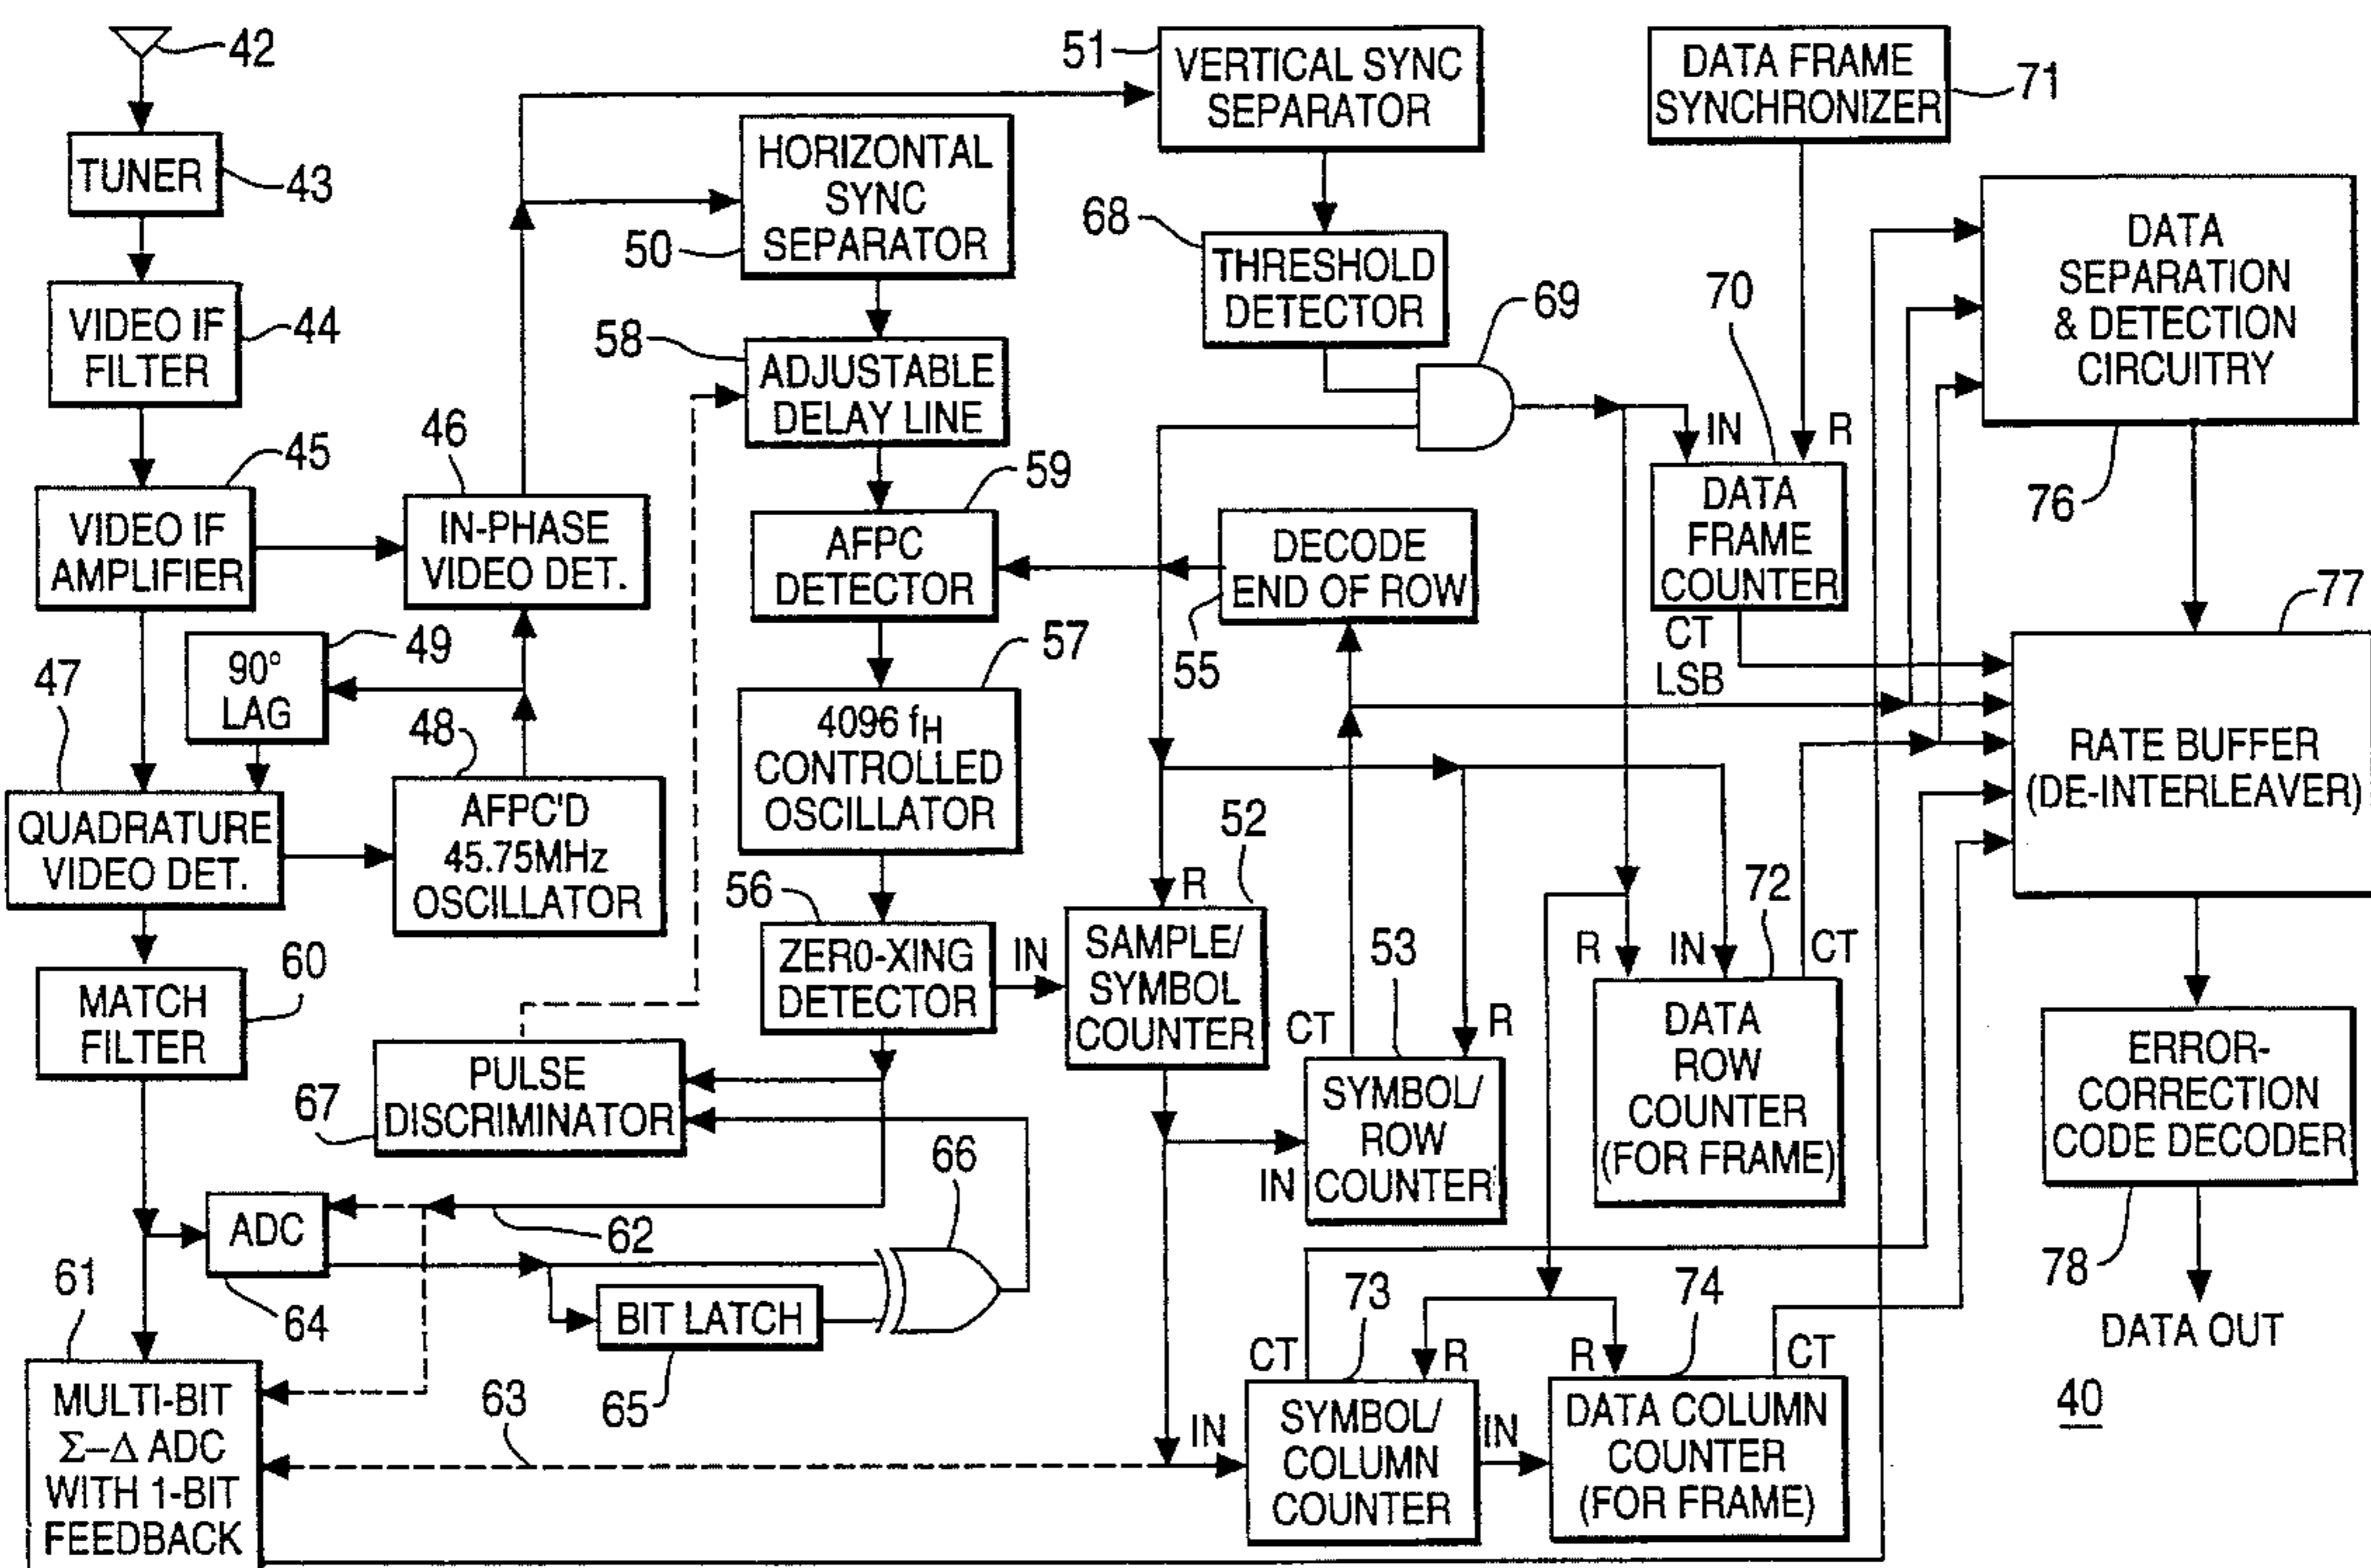 42
TUNER
43
VIDEO IF
FILTER
44
45
VIDEO IF
AMPLIFIER
46
IN-PHASE
VIDEO DET.
47
90°
LAG
49
48
QUADRATURE
VIDEO DET.
AFPC'D
45.75MHz
OSCILLATOR
MATCH
FILTER
60
50
HORIZONTAL
SYNC
SEPARATOR
58
ADJUSTABLE
DELAY LINE
59
AFPC
DETECTOR
57
4096 fH
CONTROLLED
OSCILLATOR
56
ZER0-XING
DETECTOR
IN
67
PULSE
DISCRIMINATOR
66
62
ADC
64
BIT LATCH
65
61
MULTI-BIT
Σ–Δ ADC
WITH 1-BIT
FEEDBACK
63
51
VERTICAL SYNC
SEPARATOR
68
THRESHOLD
DETECTOR
69
DECODE
END OF ROW
55
R
52
SAMPLE/
SYMBOL
COUNTER
CT
53
R
SYMBOL/
ROW
COUNTER
IN
DATA FRAME
SYNCHRONIZER
71
70
IN
R
DATA
FRAME
COUNTER
CT
LSB
R
IN
72
CT
DATA
ROW
COUNTER
(FOR FRAME)
CT
73
R
IN
SYMBOL/
COLUMN
COUNTER
IN
R
74
CT
DATA COLUMN
COUNTER
(FOR FRAME)
DATA
SEPARATION
& DETECTION
CIRCUITRY
76
77
RATE BUFFER
(DE-INTERLEAVER)
ERROR-
CORRECTION
CODE DECODER
78
DATA OUT
40